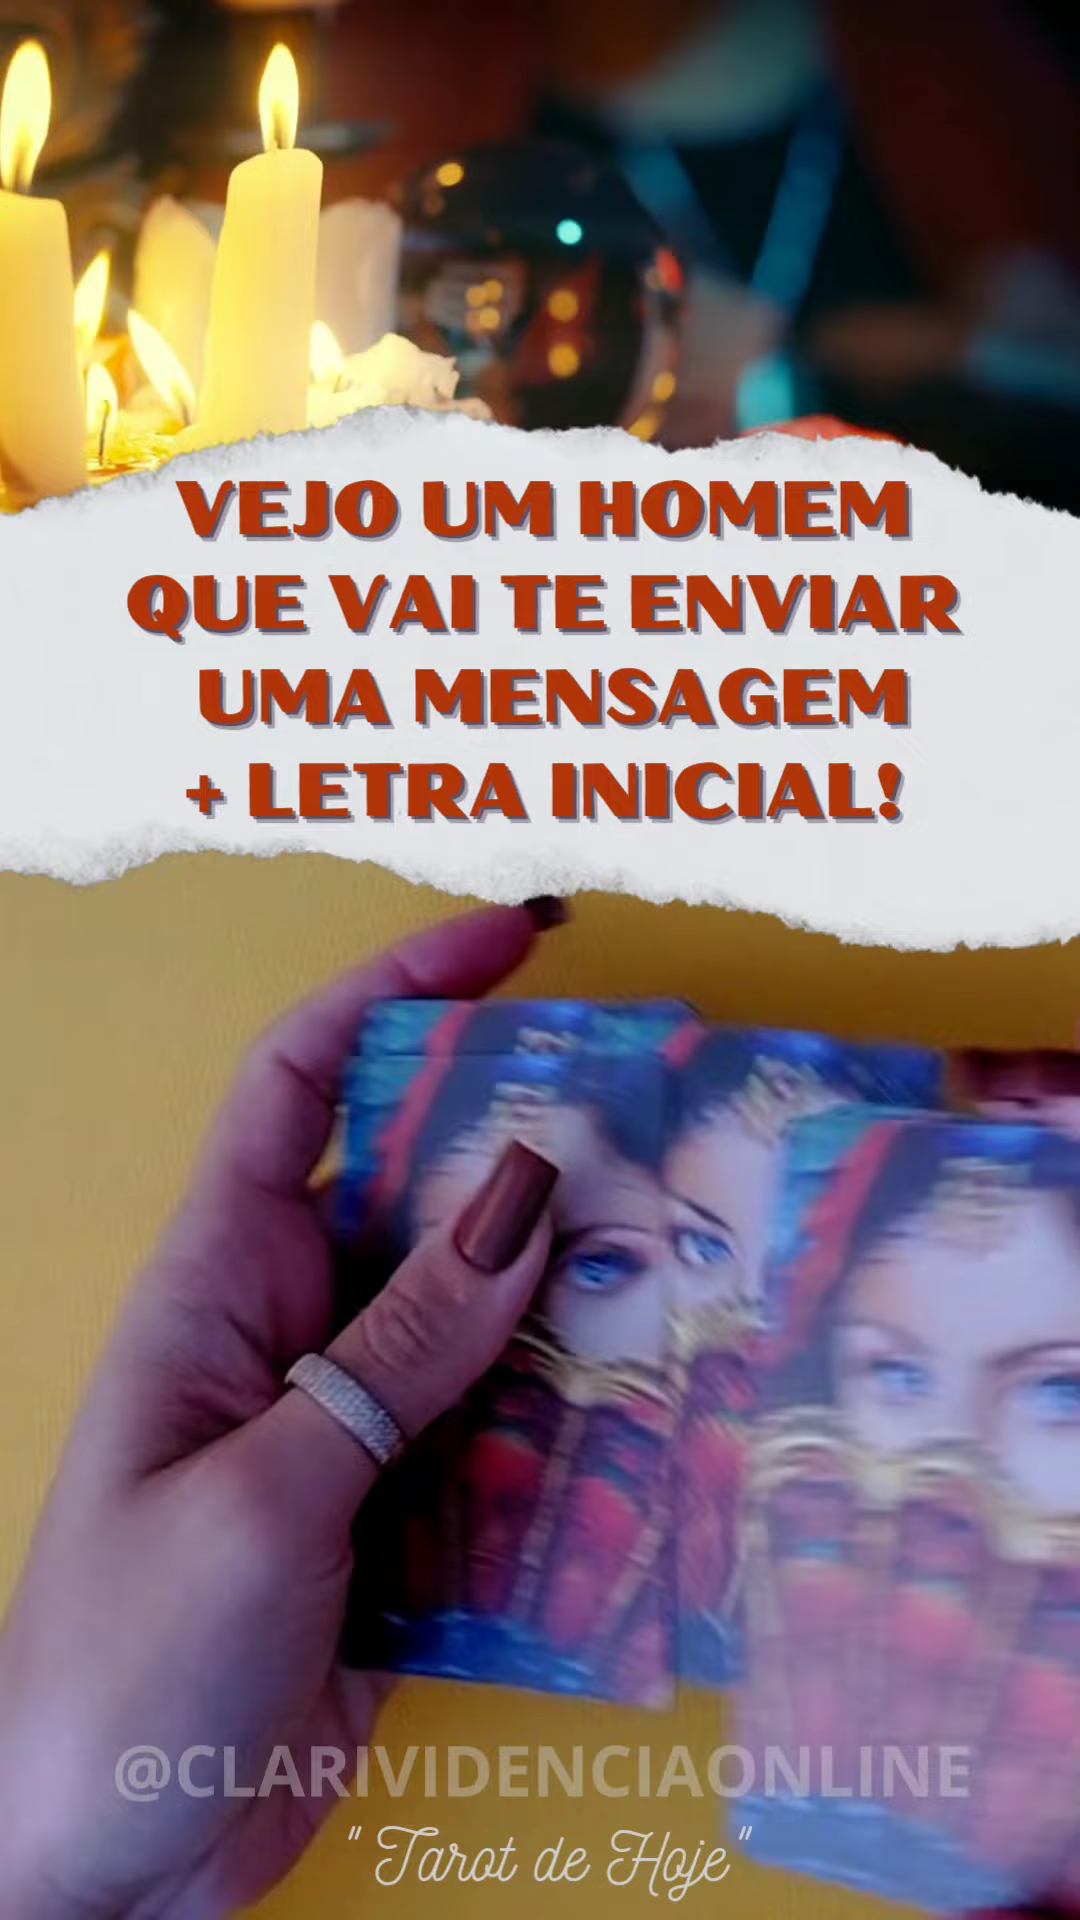 VEJO UM HOMEM
QUE VAI TE ENVIAR
UMA MENSAGEM
+ LETRA INICIAL!
@CLARIVIDENCIAONLINE
"Tarot de Hoje"